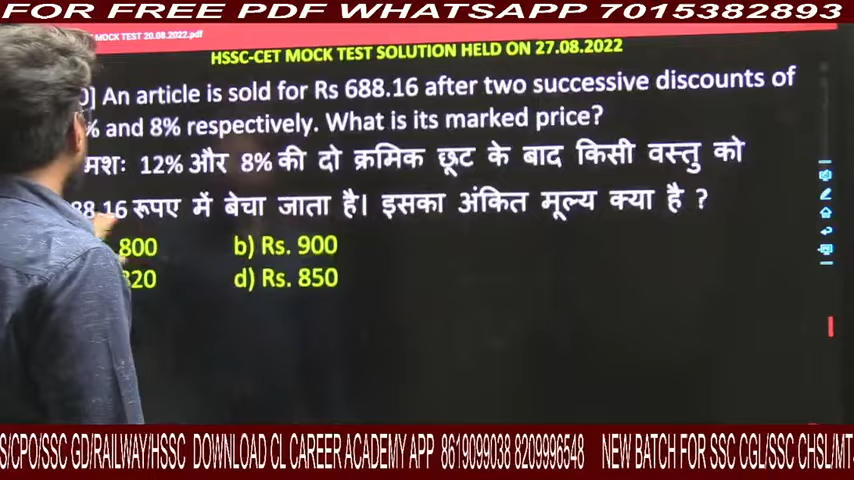 FOR FREE PDF WHATSAPP 7015382893
MOCK TEST 20.08.2022.pdf
HSSC-CET MOCK TEST SOLUTION HELD ON 27.08.2022
0] An article is sold for Rs 688.16 after two successive discounts of
% and 8% respectively. What is its marked price?
मशः 12% और 8% की दो क्रमिक छूट के बाद किसी वस्तु को
88.16 रूपए में बेचा जाता है। इसका अंकित मूल्य क्या है ?
800 b) Rs. 900
820 d) Rs. 850
S/CPO/SSC GD/RAILWAY/HSSC DOWNLOAD CL CAREER ACADEMY APP 8619099038 8209996548 NEW BATCH FOR SSC CGL/SSC CHSL/MT